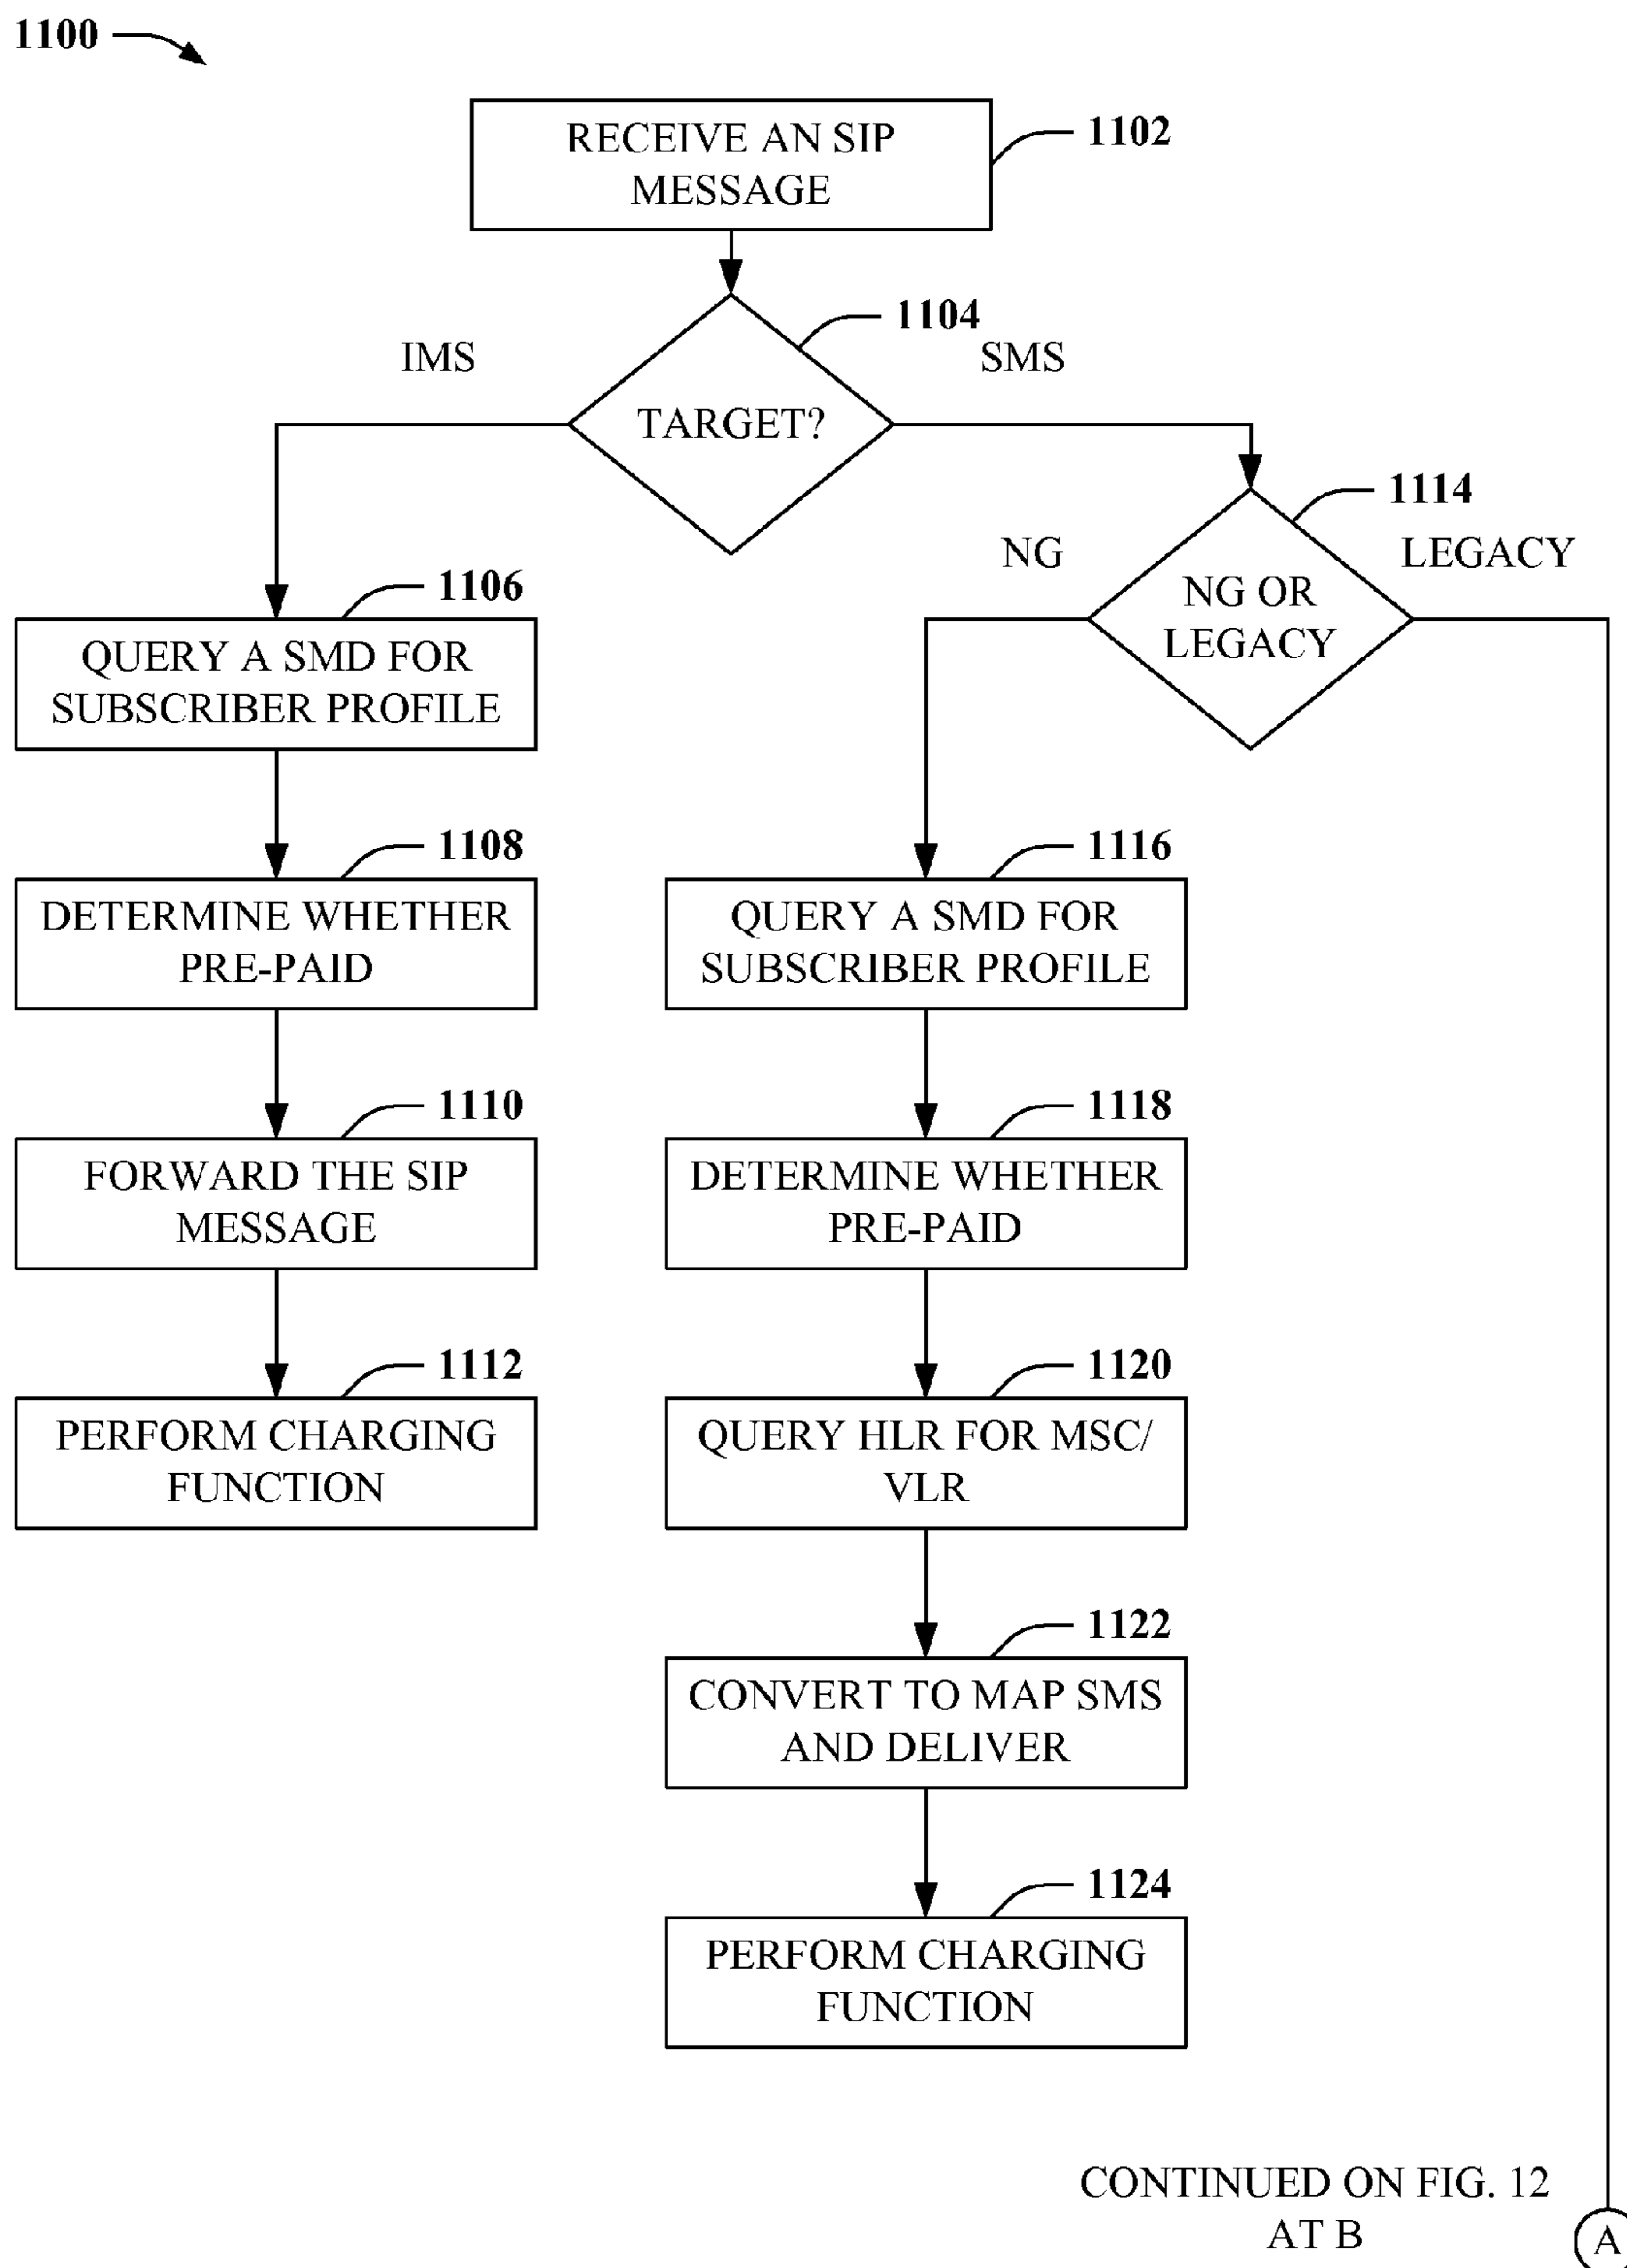 1100
RECEIVE AN SIP
MESSAGE
1102
1104
IMS
SMS
TARGET?
1114
NG
LEGACY
NG OR
LEGACY
1106
QUERY A SMD FOR
SUBSCRIBER PROFILE
1108
DETERMINE WHETHER
PRE-PAID
1110
FORWARD THE SIP
MESSAGE
1112
PERFORM CHARGING
FUNCTION
1116
QUERY A SMD FOR
SUBSCRIBER PROFILE
1118
DETERMINE WHETHER
PRE-PAID
1120
QUERY HLR FOR MSC/
VLR
1122
CONVERT TO MAP SMS
AND DELIVER
1124
PERFORM CHARGING
FUNCTION
CONTINUED ON FIG. 12
AT B
A